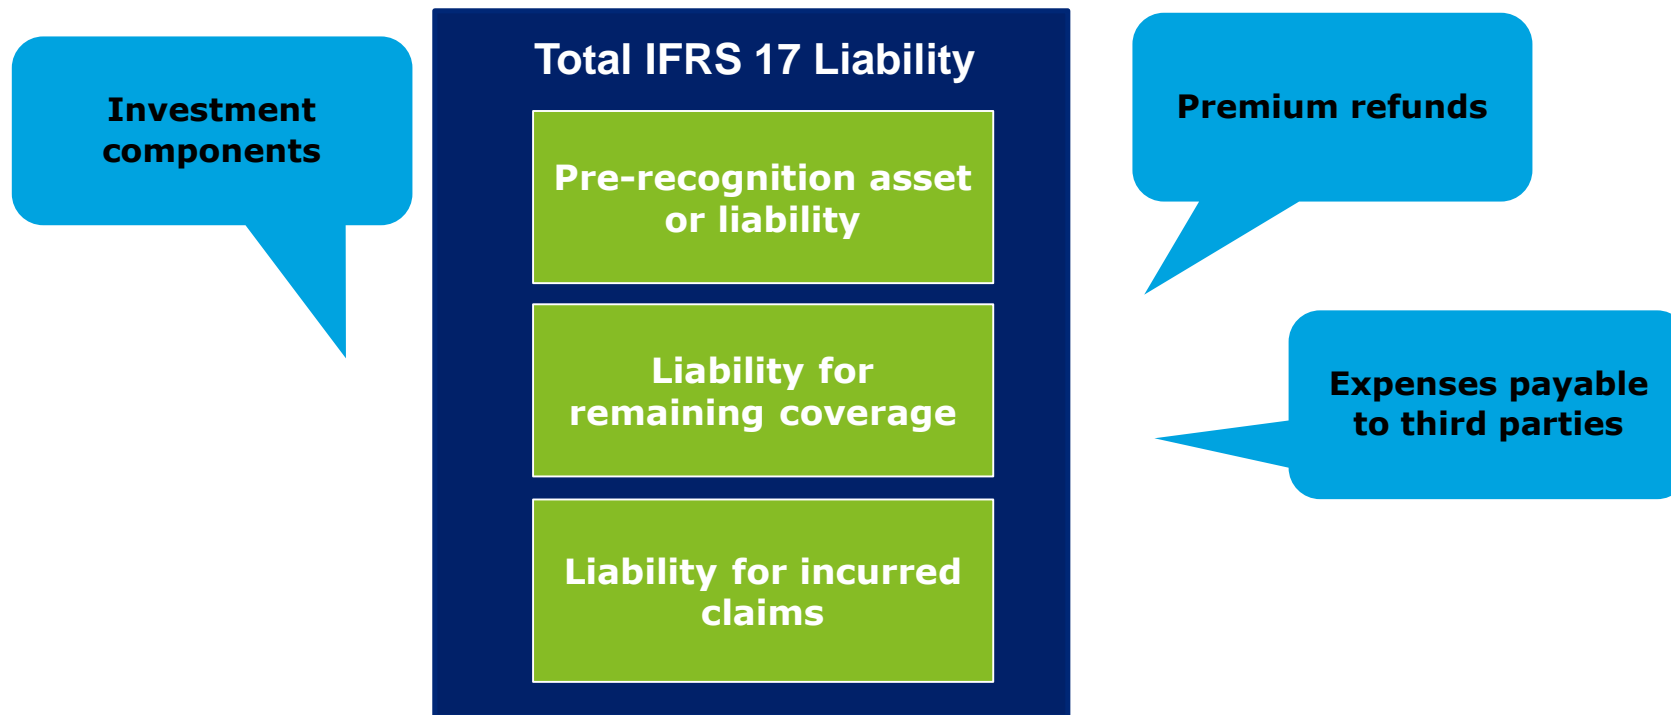 Total IFRS 17 Liability
Investment
components
Pre-recognition asset
or liability
Premium refunds
Liability for
remaining coverage
Expenses payable
to third parties
Liability for incurred
claims